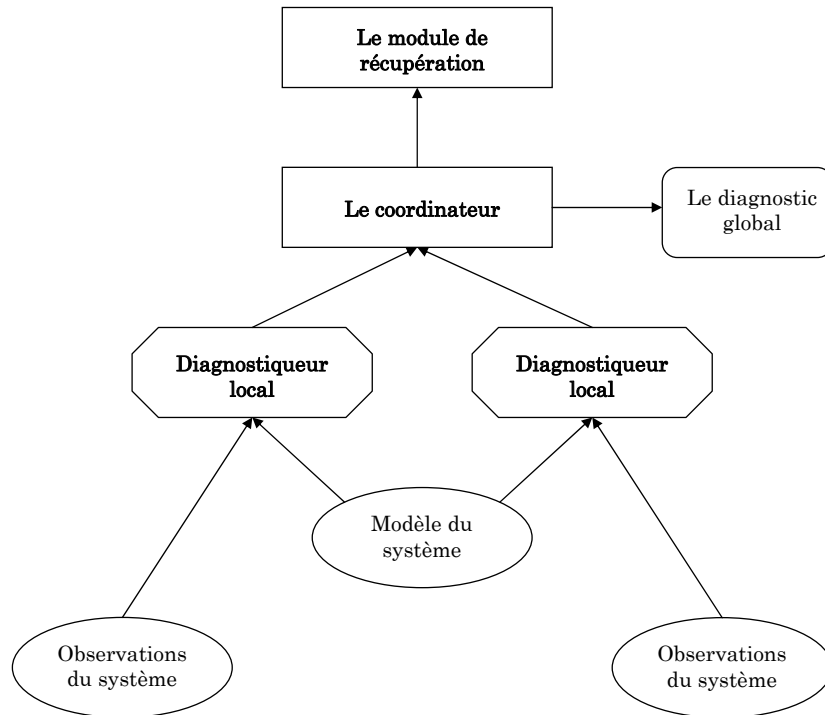 Le module de
récupération
Le coordinateur
Le diagnostic
global
Diagnostiqueur
local
Diagnostiqueur
local
Modèle du
système
Observations
du système
Observations
du système